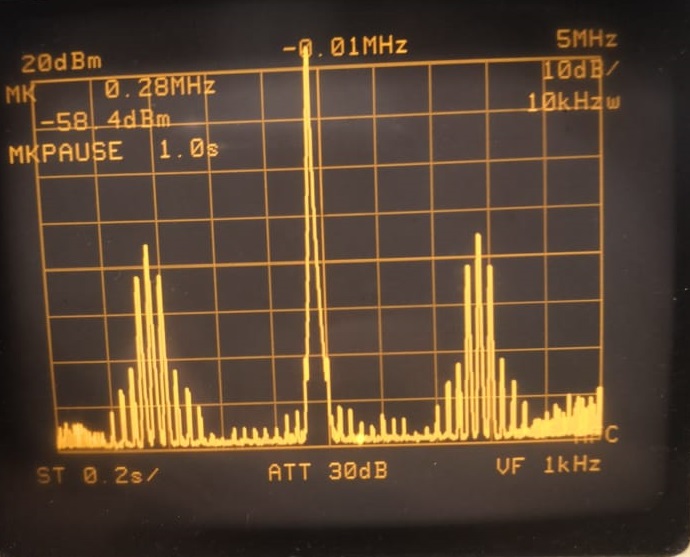 20dBm -0.01MHz 5MHz
MK 0.28MHz 10dB/
-58.4dBm 10kHzw
MKPAUSE 1.0s
ST 0.2s/ ATT 30dB VF 1kHz